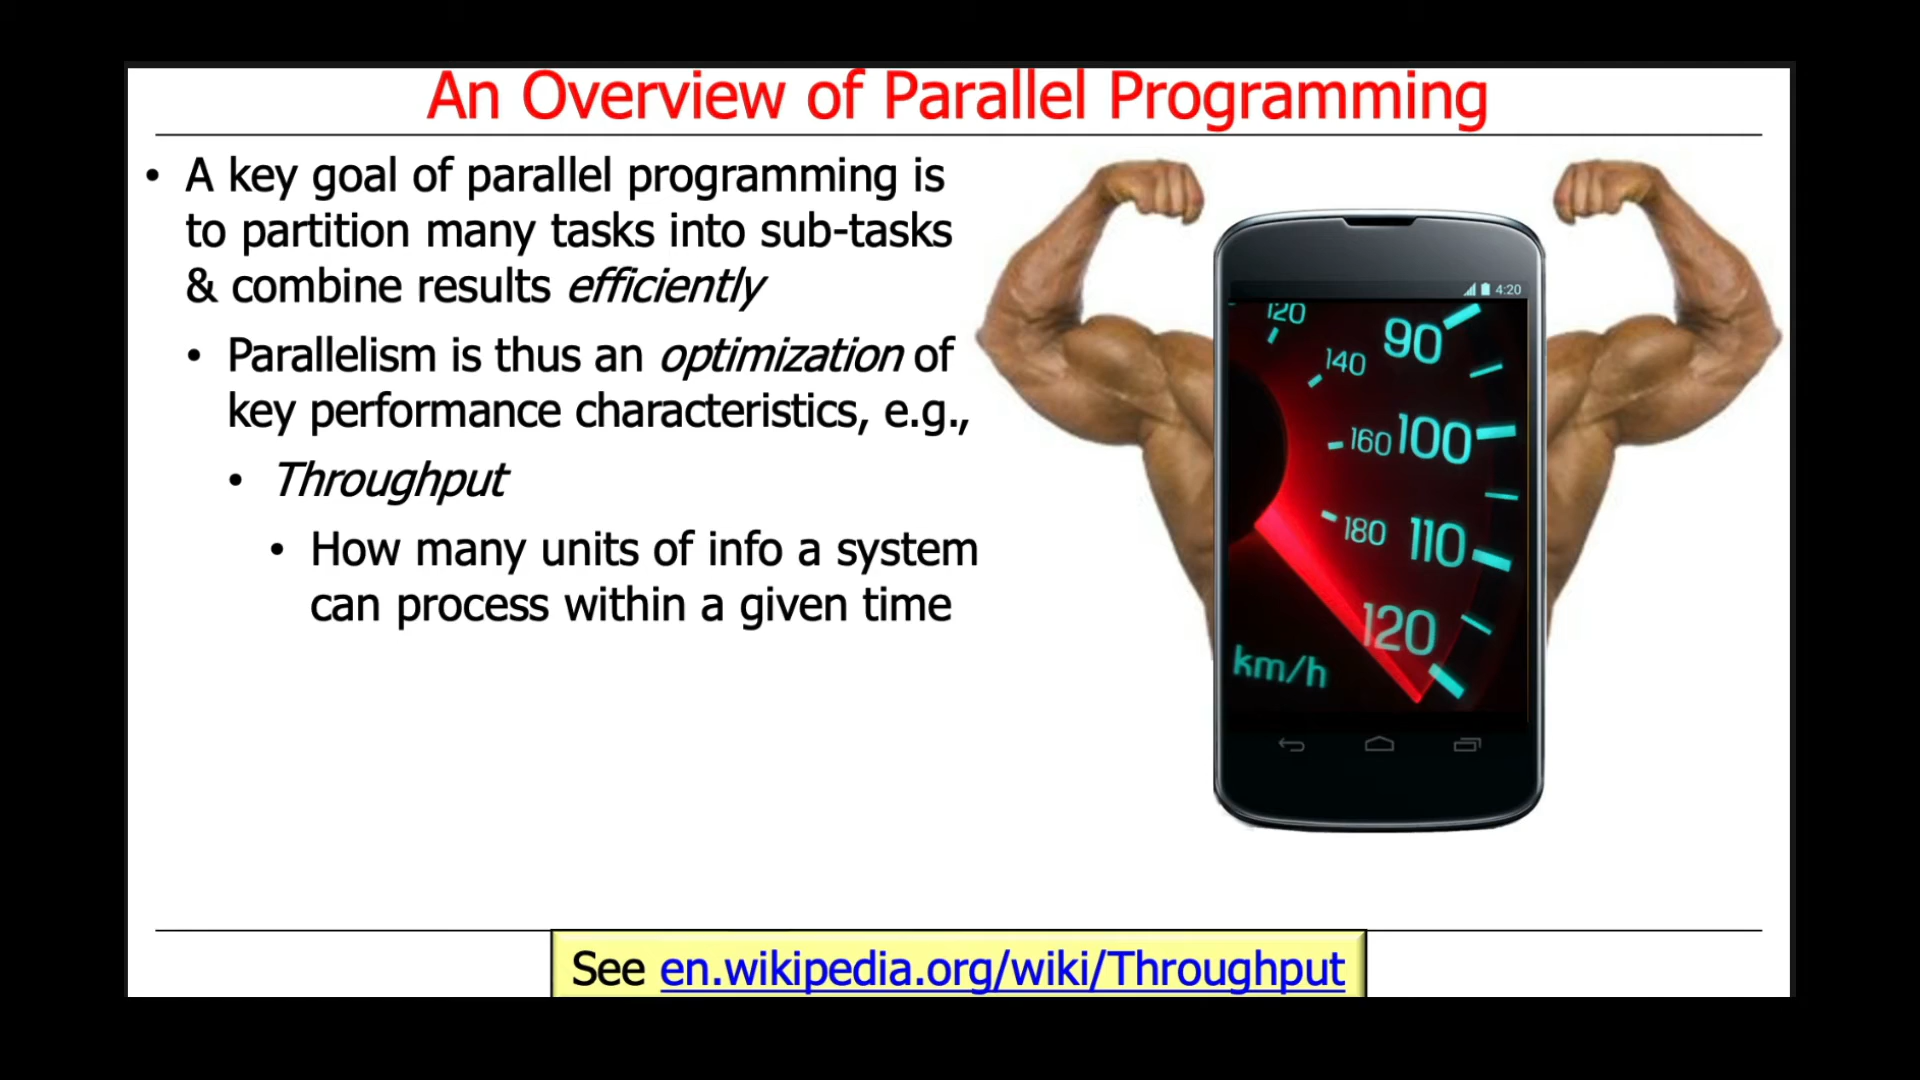 An Overview of Parallel Programming
• A key goal of parallel programming is
to partition many tasks into sub-tasks
& combine results efficiently
• Parallelism is thus an optimization of
key performance characteristics, e.g.,
• Throughput
• How many units of info a system
can process within a given time
4:20
120
90
140
160
100
180
110
120
km/h
See en.wikipedia.org/wiki/Throughput